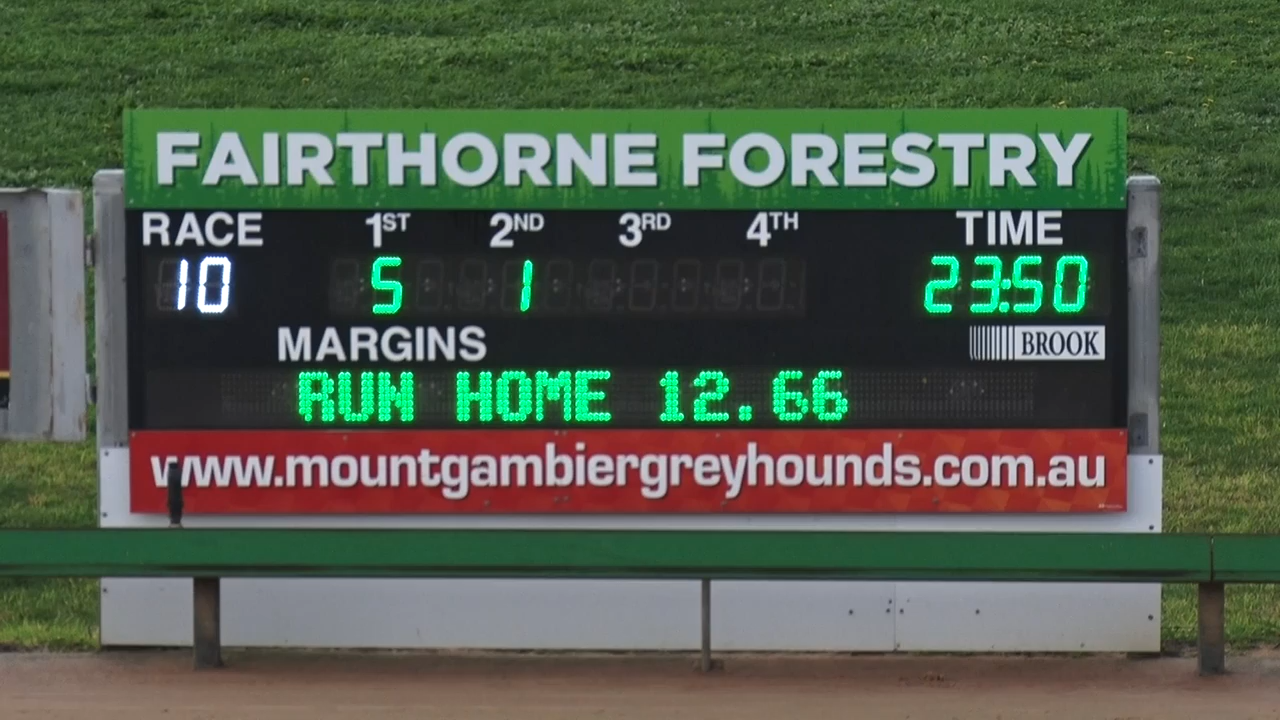 FAIRTHORNE FORESTRY
RACE 1ST 2ND 3RD 4TH TIME
10 5 1 23:50
MARGINS BROOK
RUN HOME 12.66
www.mountgambiergreyhounds.com.au